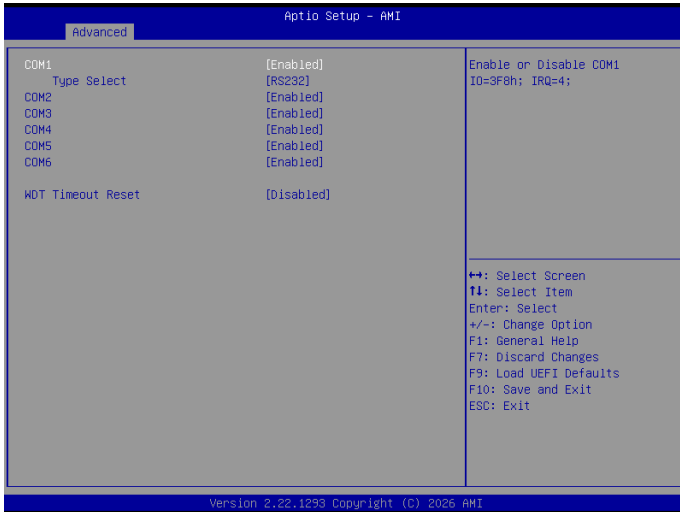 Aptio Setup – AMI
Advanced
COM1 [Enabled]
Type Select [RS232]
COM2 [Enabled]
COM3 [Enabled]
COM4 [Enabled]
COM5 [Enabled]
COM6 [Enabled]
WDT Timeout Reset [Disabled]
Enable or Disable COM1
IO=3F8h; IRQ=4;
→←: Select Screen
↑↓: Select Item
Enter: Select
+/-: Change Option
F1: General Help
F7: Discard Changes
F9: Load UEFI Defaults
F10: Save and Exit
ESC: Exit
Version 2.22.1293 Copyright (C) 2026 AMI